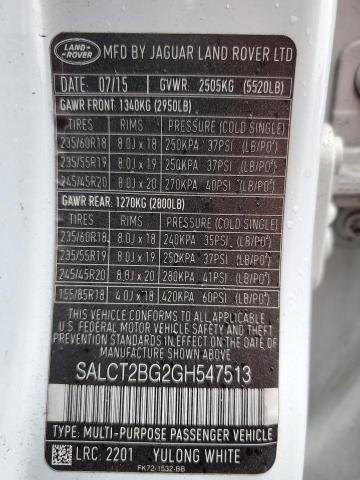 LAND-ROVER MFD BY JAGUAR LAND ROVER LTD
DATE: 07/15 GVWR: 2505KG (5520LB)
GAWR FRONT: 1340KG (2950LB)
TIRES RIMS PRESSURE (COLD SINGLE)
235/60R18 8.0J x 18 250KPA 37PSI (LB/PO²)
235/55R19 8.0J x 19 250KPA 37PSI (LB/PO²)
245/45R20 8.0J x 20 270KPA 40PSI (LB/PO²)
GAWR REAR: 1270KG (2800LB)
TIRES RIMS PRESSURE (COLD SINGLE)
235/60R18 8.0J x 18 240KPA 35PSI (LB/PO²)
235/55R19 8.0J x 19 250KPA 37PSI (LB/PO²)
245/45R20 8.0J x 20 280KPA 41PSI (LB/PO²)
155/85R18 4.0J x 18 420KPA 60PSI (LB/PO²)
THIS VEHICLE CONFORMS TO ALL APPLICABLE
U.S. FEDERAL MOTOR VEHICLE SAFETY AND THEFT
PREVENTION STANDARDS IN EFFECT ON THE DATE OF
MANUFACTURE SHOWN ABOVE.
SALCT2BG2GH547513
TYPE: MULTI-PURPOSE PASSENGER VEHICLE
LRC: 2201 YULONG WHITE
FK72-1532-BB